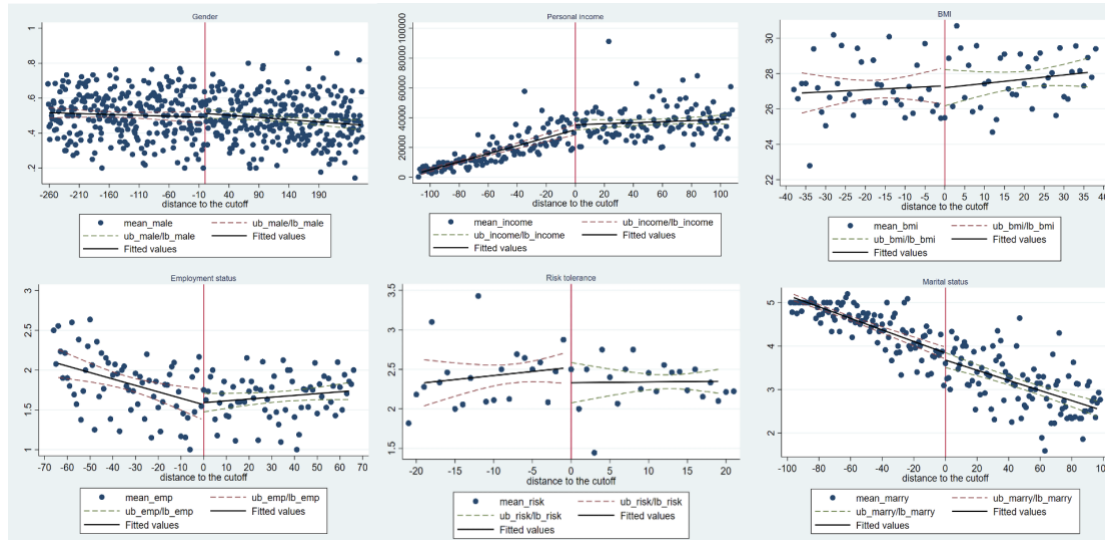 Gender
1
.8
.6
.4
.2
-260 -210 -160 -110 -60 -10 40 90 140 190
distance to the cutoff
mean_male ub_male/lb_male
ub_male/lb_male Fitted values
Fitted values
Personal income
100000
80000
60000
40000
20000
0
-100 -80 -60 -40 -20 0 20 40 60 80 100
distance to the cutoff
mean_income ub_income/lb_income
ub_income/lb_income Fitted values
Fitted values
BMI
30
28
26
24
22
-40 -35 -30 -25 -20 -15 -10 -5 0 5 10 15 20 25 30 35 40
distance to the cutoff
mean_bmi ub_bmi/lb_bmi
ub_bmi/lb_bmi Fitted values
Fitted values
Employment status
3
2.5
2
1.5
1
-70 -60 -50 -40 -30 -20 -10 0 10 20 30 40 50 60 70
distance to the cutoff
mean_emp ub_emp/lb_emp
ub_emp/lb_emp Fitted values
Fitted values
Risk tolerance
3.5
3
2.5
2
1.5
-20 -15 -10 -5 0 5 10 15 20
distance to the cutoff
mean_risk ub_risk/lb_risk
ub_risk/lb_risk Fitted values
Fitted values
Marital status
5
4
3
2
-100 -80 -60 -40 -20 0 20 40 60 80 100
distance to the cutoff
mean_marry ub_marry/lb_marry
ub_marry/lb_marry Fitted values
Fitted values